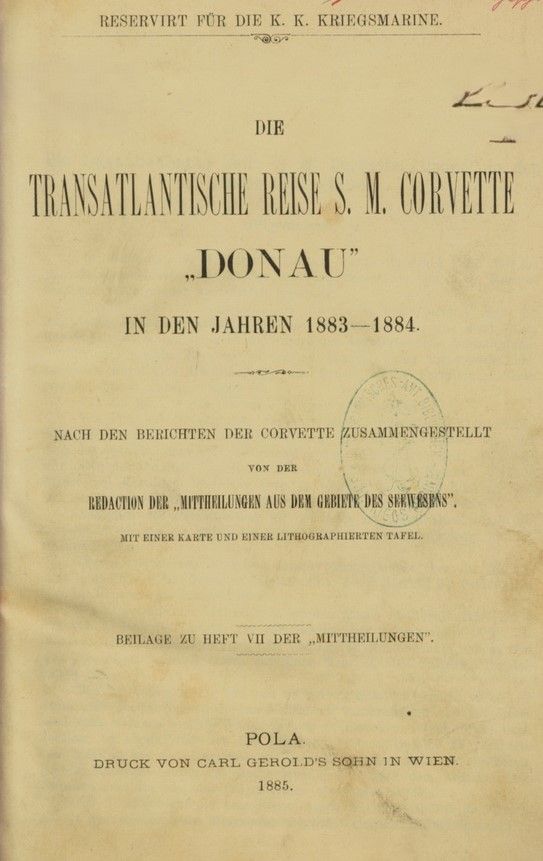 RESERVIRT FÜR DIE K. K. KRIEGSMARINE.
DIE
TRANSATLANTISCHE REISE S. M. CORVETTE
„DONAU”
IN DEN JAHREN 1883—1884.
NACH DEN BERICHTEN DER CORVETTE ZUSAMMENGESTELLT
VON DER
REDACTION DER „MITTHEILUNGEN AUS DEM GEBIETE DES SEEWESENS”.
MIT EINER KARTE UND EINER LITHOGRAPHIERTEN TAFEL.
BEILAGE ZU HEFT VII DER „MITTHEILUNGEN”.
POLA.
DRUCK VON CARL GEROLD'S SOHN IN WIEN.
1885.